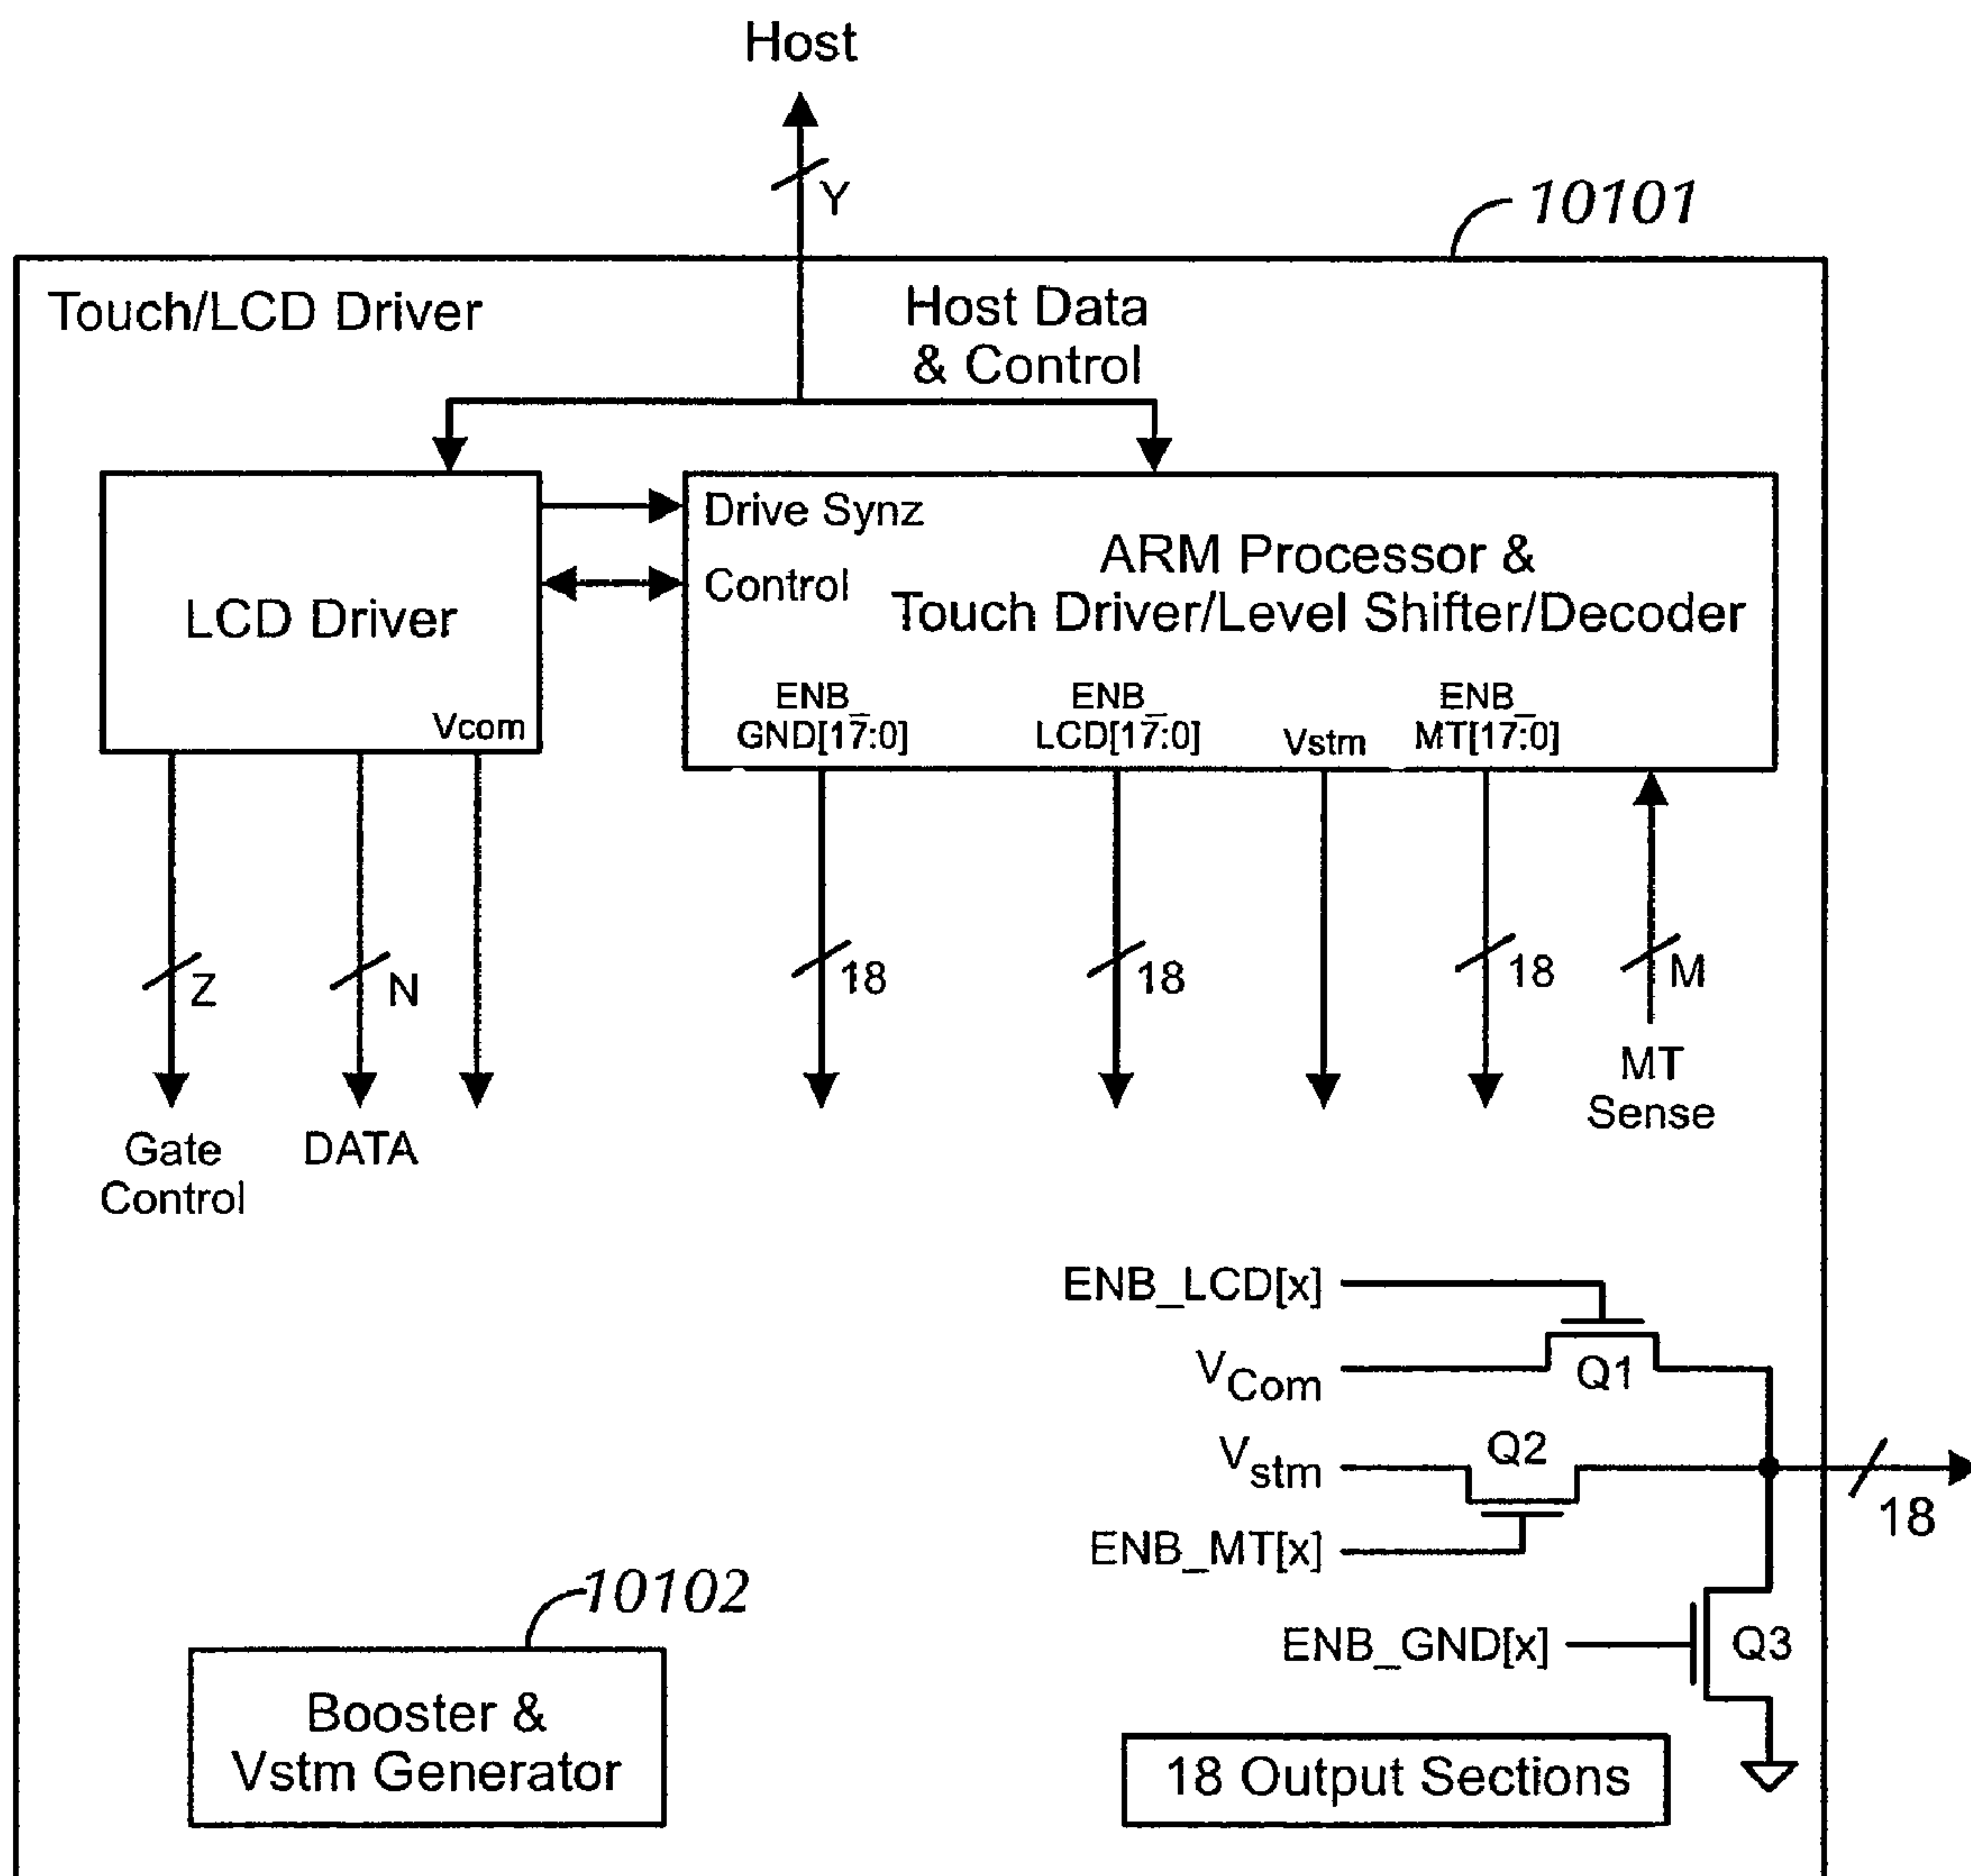 Host
Y
10101
Touch/LCD Driver
Host Data
& Control
LCD Driver
Vcom
Drive Synz
Control
ARM Processor &
Touch Driver/Level Shifter/Decoder
ENB_
GND[17:0]
ENB_
LCD[17:0]
Vstm
ENB_
MT[17:0]
Z
N
18
18
18
M
Gate
Control
DATA
MT
Sense
ENB_LCD[x]
VCom
Q1
Vstm
Q2
18
ENB_MT[x]
ENB_GND[x]
Q3
10102
Booster &
Vstm Generator
18 Output Sections